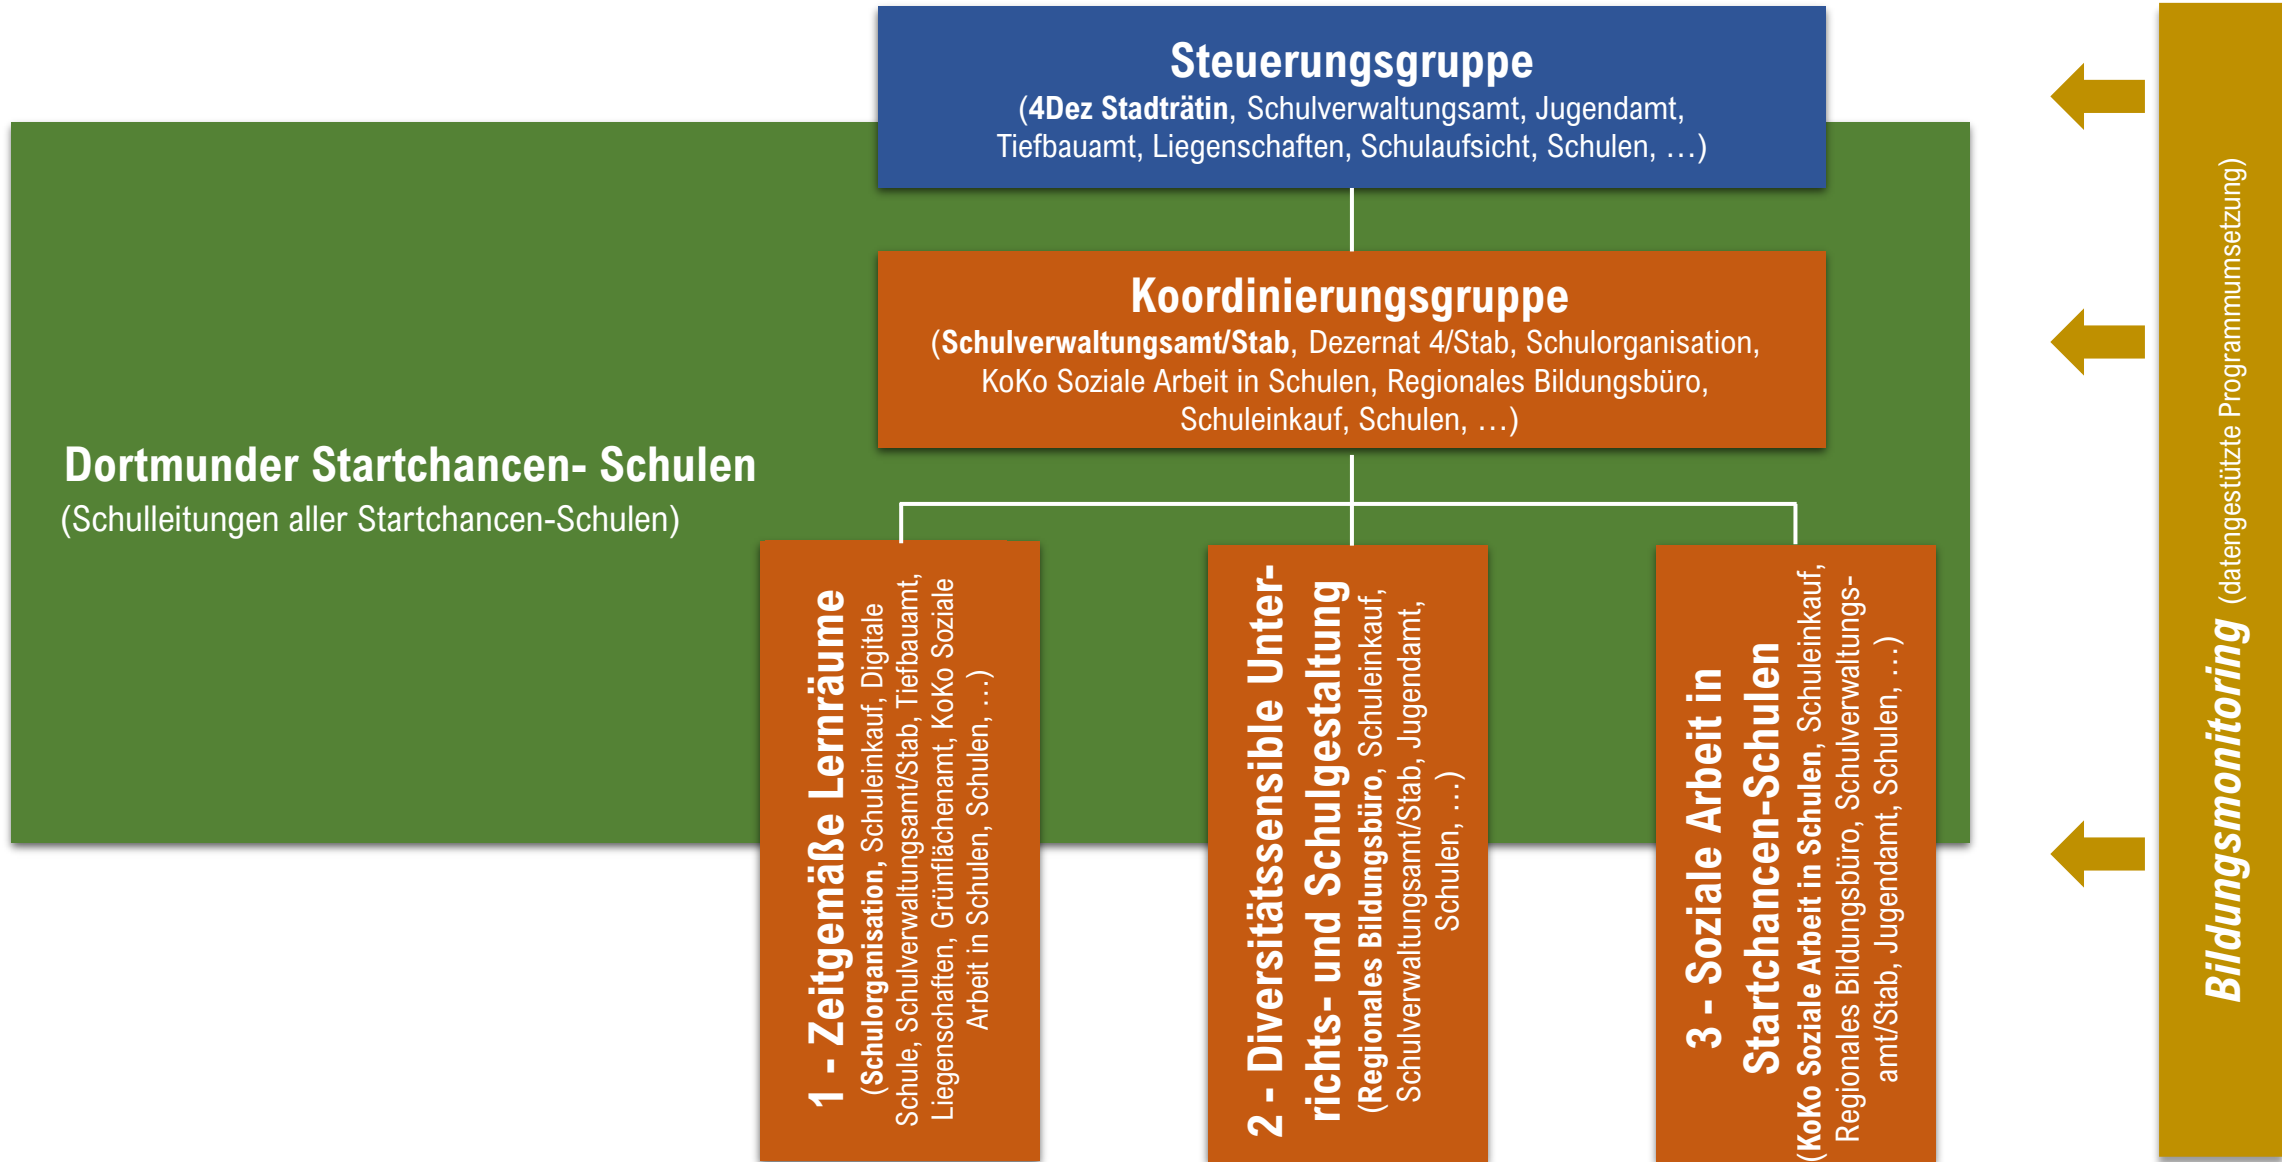 Steuerungsgruppe
(4Dez Stadträtin, Schulverwaltungsamt, Jugendamt,
Tiefbauamt, Liegenschaften, Schulaufsicht, Schulen, …)
Koordinierungsgruppe
(Schulverwaltungsamt/Stab, Dezernat 4/Stab, Schulorganisation,
KoKo Soziale Arbeit in Schulen, Regionales Bildungsbüro,
Schuleinkauf, Schulen, …)
Dortmunder Startchancen- Schulen
(Schulleitungen aller Startchancen-Schulen)
1 - Zeitgemäße Lernräume
(Schulorganisation, Schuleinkauf, Digitale
Schule, Schulverwaltungsamt/Stab, Tiefbauamt,
Liegenschaften, Grünflächenamt, KoKo Soziale
Arbeit in Schulen, Schulen, …)
2 - Diversitätssensible Unter-
richts- und Schulgestaltung
(Regionales Bildungsbüro, Schuleinkauf,
Schulverwaltungsamt/Stab, Jugendamt,
Schulen, …)
3 - Soziale Arbeit in
Startchancen-Schulen
(KoKo Soziale Arbeit in Schulen, Schuleinkauf,
Regionales Bildungsbüro, Schulverwaltungs-
amt/Stab, Jugendamt, Schulen, …)
Bildungsmonitoring (datengestützte Programmumsetzung)